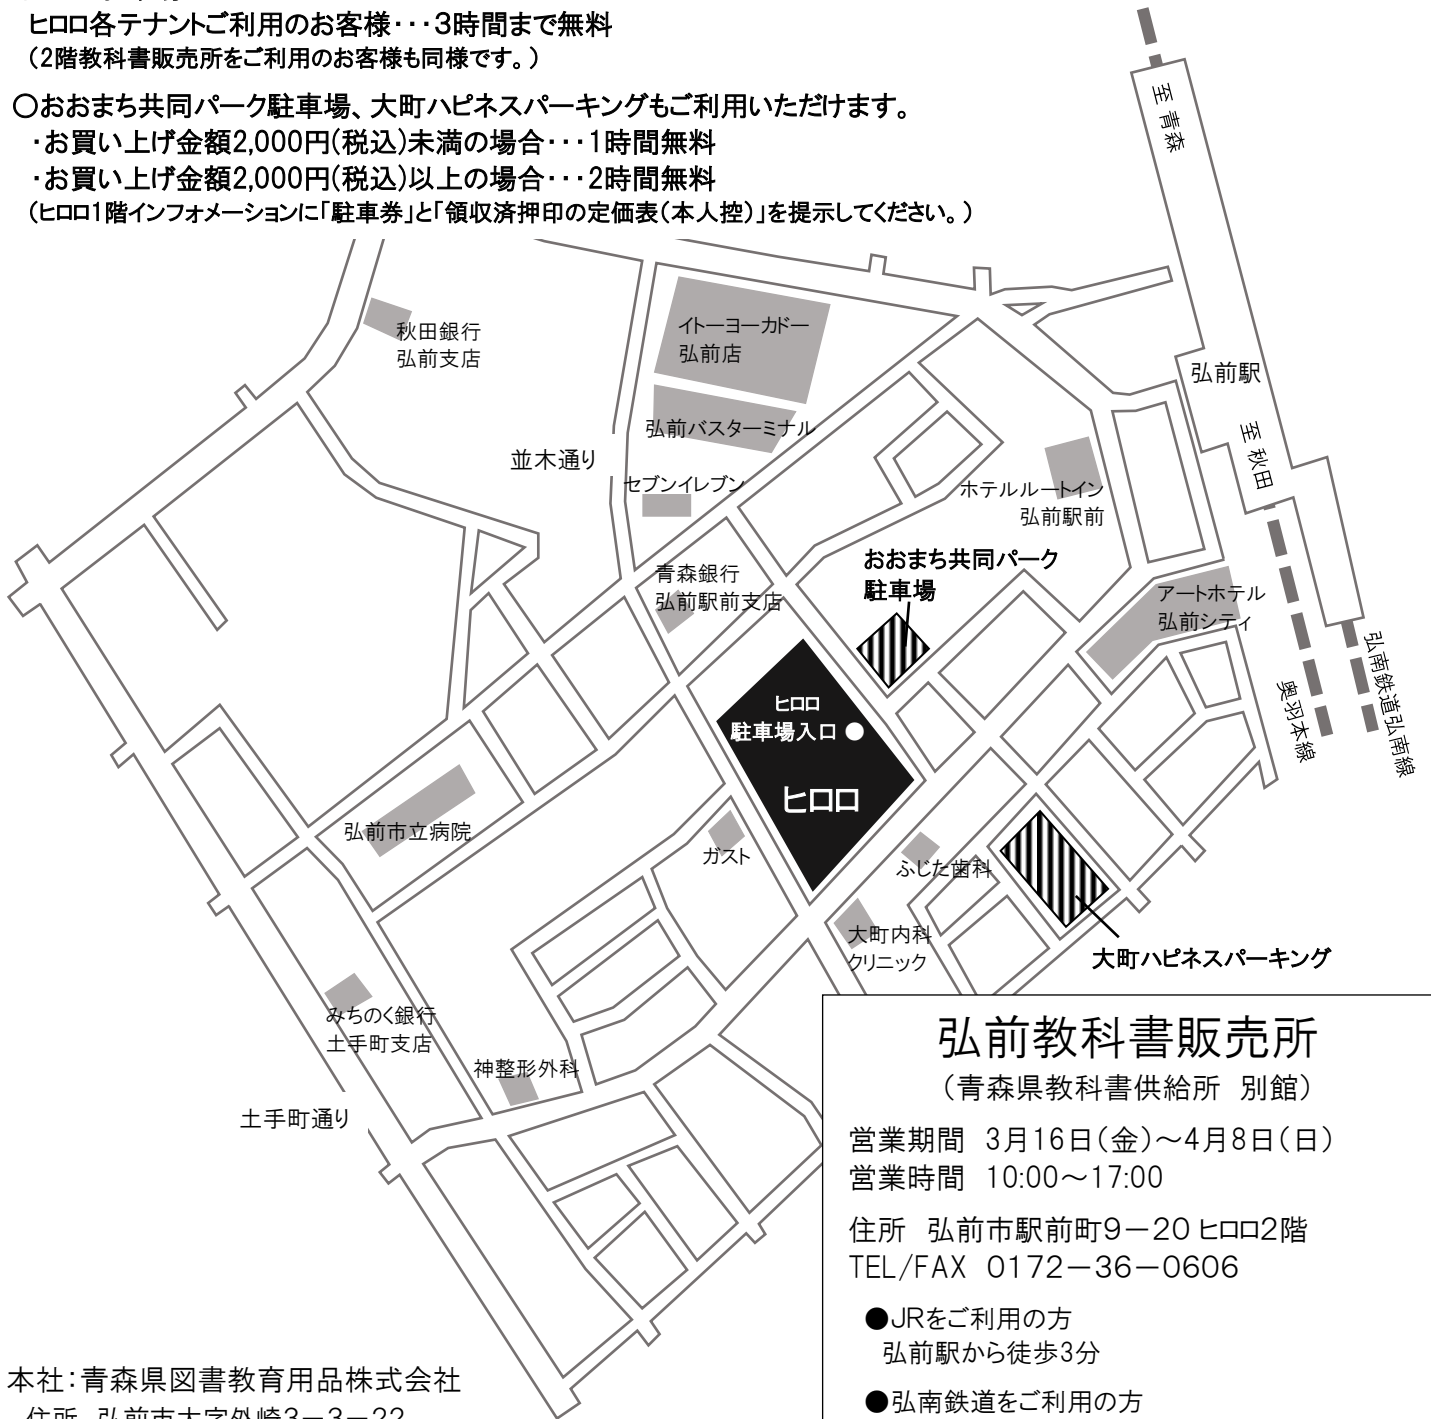 ヒロロ各テナントご利用のお客様･･･3時間まで無料
（2階教科書販売所をご利用のお客様も同様です。）
○おおまち共同パーク駐車場、大町ハピネスパーキングもご利用いただけます。
・お買い上げ金額2,000円(税込)未満の場合･･･1時間無料
・お買い上げ金額2,000円(税込)以上の場合･･･2時間無料
（ヒロロ1階インフォメーションに「駐車券」と「領収済押印の定価表（本人控）」を提示してください。）
至 青森
秋田銀行
弘前支店
イトーヨーカドー
弘前店
弘前駅
弘前バスターミナル
並木通り
至 秋田
セブンイレブン
ホテルルートイン
弘前駅前
おおまち共同パーク
駐車場
青森銀行
弘前駅前支店
アートホテル
弘前シティ
弘南鉄道弘南線
奥羽本線
ヒロロ
駐車場入口
ヒロロ
弘前市立病院
ガスト
ふじた歯科
大町内科
クリニック
大町ハピネスパーキング
みちのく銀行
土手町支店
神整形外科
土手町通り
弘前教科書販売所
（青森県教科書供給所 別館）
営業期間 3月16日（金）～4月8日（日）
営業時間 10:00～17:00
住所 弘前市駅前町9－20 ヒロロ2階
TEL/FAX 0172－36－0606
●JRをご利用の方
弘前駅から徒歩3分
●弘南鉄道をご利用の方
本社：青森県図書教育用品株式会社
住所 弘前市大字外崎3－3－22